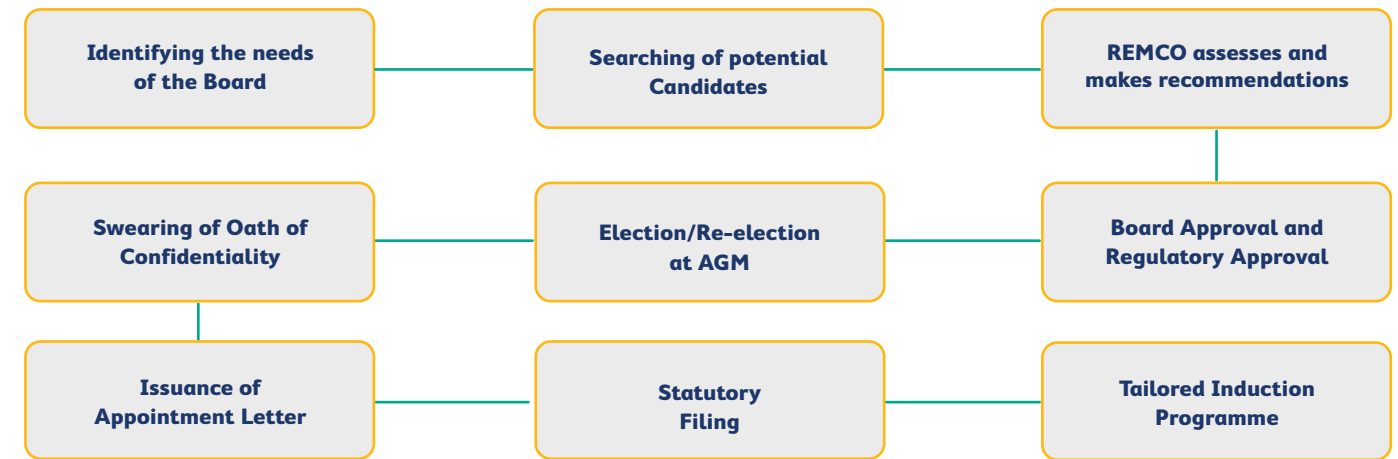 Identifying the needs
of the Board
Searching of potential
Candidates
REMCO assesses and
makes recommendations
Swearing of Oath of
Confidentiality
Election/Re-election
at AGM
Board Approval and
Regulatory Approval
Issuance of
Appointment Letter
Statutory
Filing
Tailored Induction
Programme